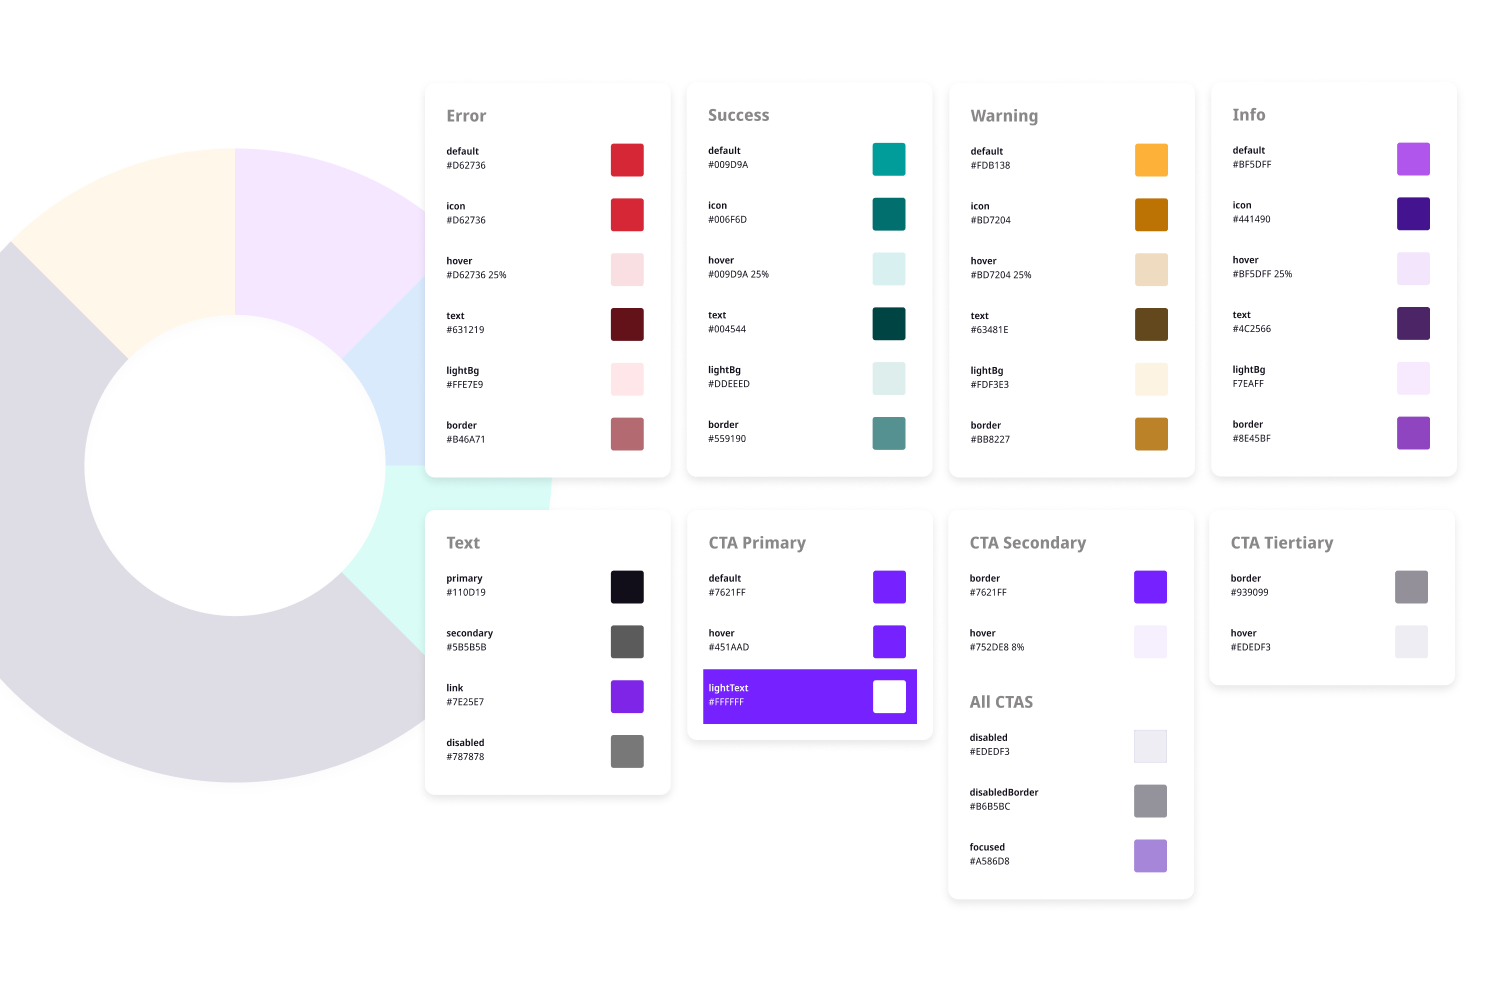 Error
default
#D62736
icon
#D62736
hover
#D62736 25%
text
#631219
lightBg
#FFE7E9
border
#B46A71
Success
default
#009D9A
icon
#006F6D
hover
#009D9A 25%
text
#004544
lightBg
#DDEEED
border
#559190
Warning
default
#FDB138
icon
#BD7204
hover
#BD7204 25%
text
#63481E
lightBg
#FDF3E3
border
#BB8227
Info
default
#BF5DFF
icon
#441490
hover
#BF5DFF 25%
text
#4C2566
lightBg
F7EAFF
border
#8E45BF
Text
primary
#110D19
secondary
#5B5B5B
link
#7E25E7
disabled
#787878
CTA Primary
default
#7621FF
hover
#451AAD
lightText
#FFFFFF
CTA Secondary
border
#7621FF
hover
#752DE8 8%
All CTAS
disabled
#EDEDF3
disabledBorder
#B6B5BC
focused
#A586D8
CTA Tiertiary
border
#939099
hover
#EDEDF3